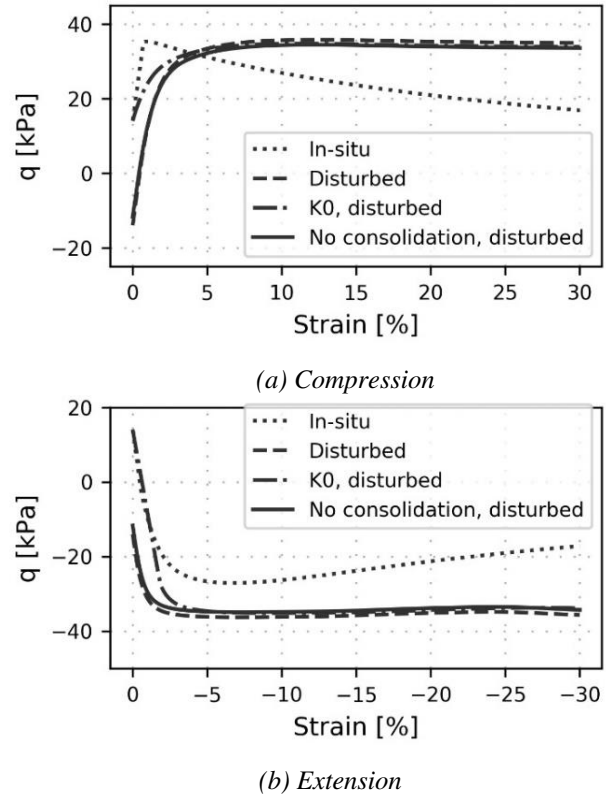 40
20
0
−20
q [kPa]
In-situ
Disturbed
K0, disturbed
No consolidation, disturbed
0 5 10 15 20 25 30
Strain [%]
(a) Compression
20
0
−20
−40
q [kPa]
In-situ
Disturbed
K0, disturbed
No consolidation, disturbed
0 −5 −10 −15 −20 −25 −30
Strain [%]
(b) Extension